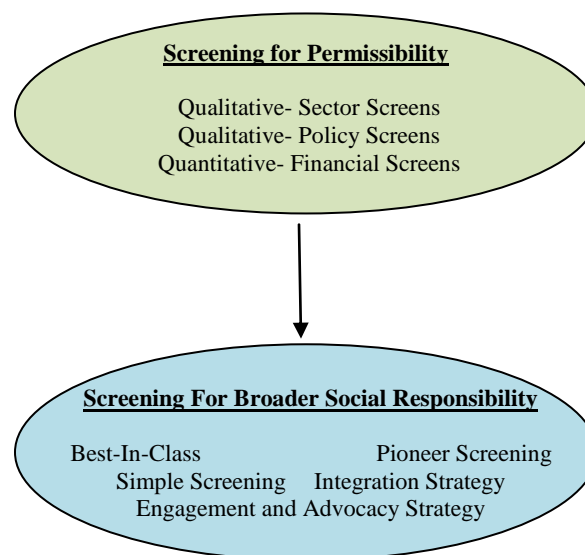 Screening for Permissibility
Qualitative- Sector Screens
Qualitative- Policy Screens
Quantitative- Financial Screens
Screening For Broader Social Responsibility
Best-In-Class Pioneer Screening
Simple Screening Integration Strategy
Engagement and Advocacy Strategy